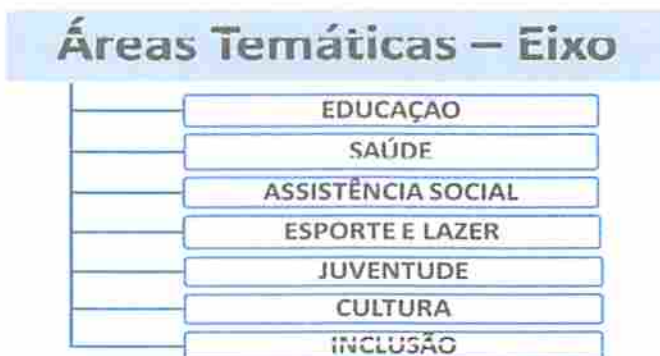 Áreas Temáticas – Eixo
EDUCAÇAO
SAÚDE
ASSISTÊNCIA SOCIAL
ESPORTE E LAZER
JUVENTUDE
CULTURA
INCLUSÃO